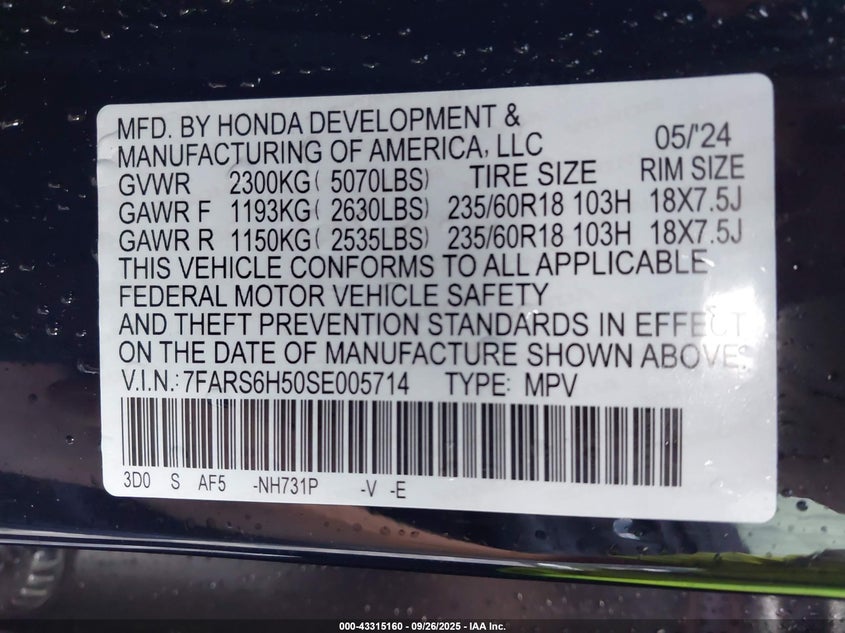 MFD. BY HONDA DEVELOPMENT &
MANUFACTURING OF AMERICA, LLC 05/'24
GVWR 2300KG( 5070LBS) TIRE SIZE RIM SIZE
GAWR F 1193KG( 2630LBS) 235/60R18 103H 18X7.5J
GAWR R 1150KG( 2535LBS) 235/60R18 103H 18X7.5J
THIS VEHICLE CONFORMS TO ALL APPLICABLE
FEDERAL MOTOR VEHICLE SAFETY
AND THEFT PREVENTION STANDARDS IN EFFECT
ON THE DATE OF MANUFACTURE SHOWN ABOVE.
V.I.N.: 7FARS6H50SE005714 TYPE: MPV
3D0 S AF5 -NH731P -V -E
000-43315160 - 09/26/2025 - IAA Inc.